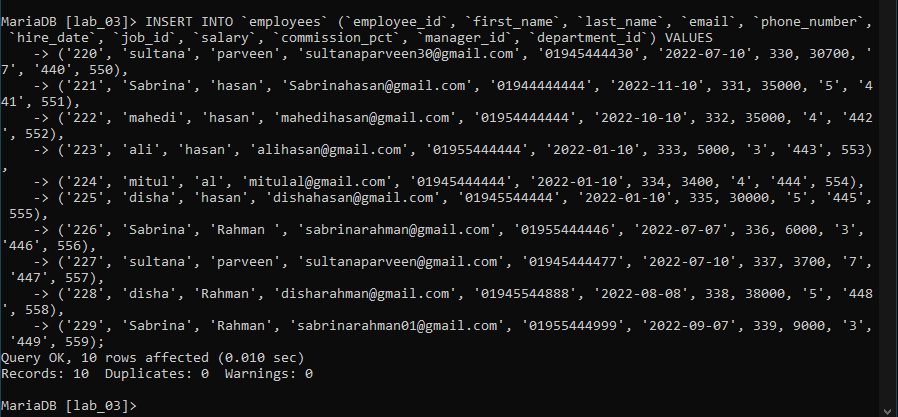 MariaDB [lab_03]> INSERT INTO `employees` (`employee_id`, `first_name`, `last_name`, `email`, `phone_number`,
 `hire_date`, `job_id`, `salary`, `commission_pct`, `manager_id`, `department_id`) VALUES
    -> ('220', 'sultana', 'parveen', 'sultanaparveen30@gmail.com', '019454444430', '2022-07-10', 330, 30700, '
7', '440', 550),
    -> ('221', 'Sabrina', 'hasan', 'Sabrinahasan@gmail.com', '01944444444', '2022-11-10', 331, 35000, '5', '4
41', 551),
    -> ('222', 'mahedi', 'hasan', 'mahedihasan@gmail.com', '01954444444', '2022-10-10', 332, 35000, '4', '442
', 552),
    -> ('223', 'ali', 'hasan', 'alihasan@gmail.com', '01955444444', '2022-01-10', 333, 5000, '3', '443', 553)
,
    -> ('224', 'mitul', 'al', 'mitulal@gmail.com', '01945444444', '2022-01-10', 334, 3400, '4', '444', 554),
    -> ('225', 'disha', 'hasan', 'dishahasan@gmail.com', '01945544444', '2022-01-10', 335, 30000, '5', '445',
 555),
    -> ('226', 'Sabrina', 'Rahman ', 'sabrinarahman@gmail.com', '01955444446', '2022-07-07', 336, 6000, '3',
'446', 556),
    -> ('227', 'sultana', 'parveen', 'sultanaparveen@gmail.com', '01945444477', '2022-07-10', 337, 3700, '7',
 '447', 557),
    -> ('228', 'disha', 'Rahman', 'disharahman@gmail.com', '01945544888', '2022-08-08', 338, 38000, '5', '448
', 558),
    -> ('229', 'Sabrina', 'Rahman', 'sabrinarahman01@gmail.com', '01955444999', '2022-09-07', 339, 9000, '3',
 '449', 559);
Query OK, 10 rows affected (0.010 sec)
Records: 10  Duplicates: 0  Warnings: 0
MariaDB [lab_03]>